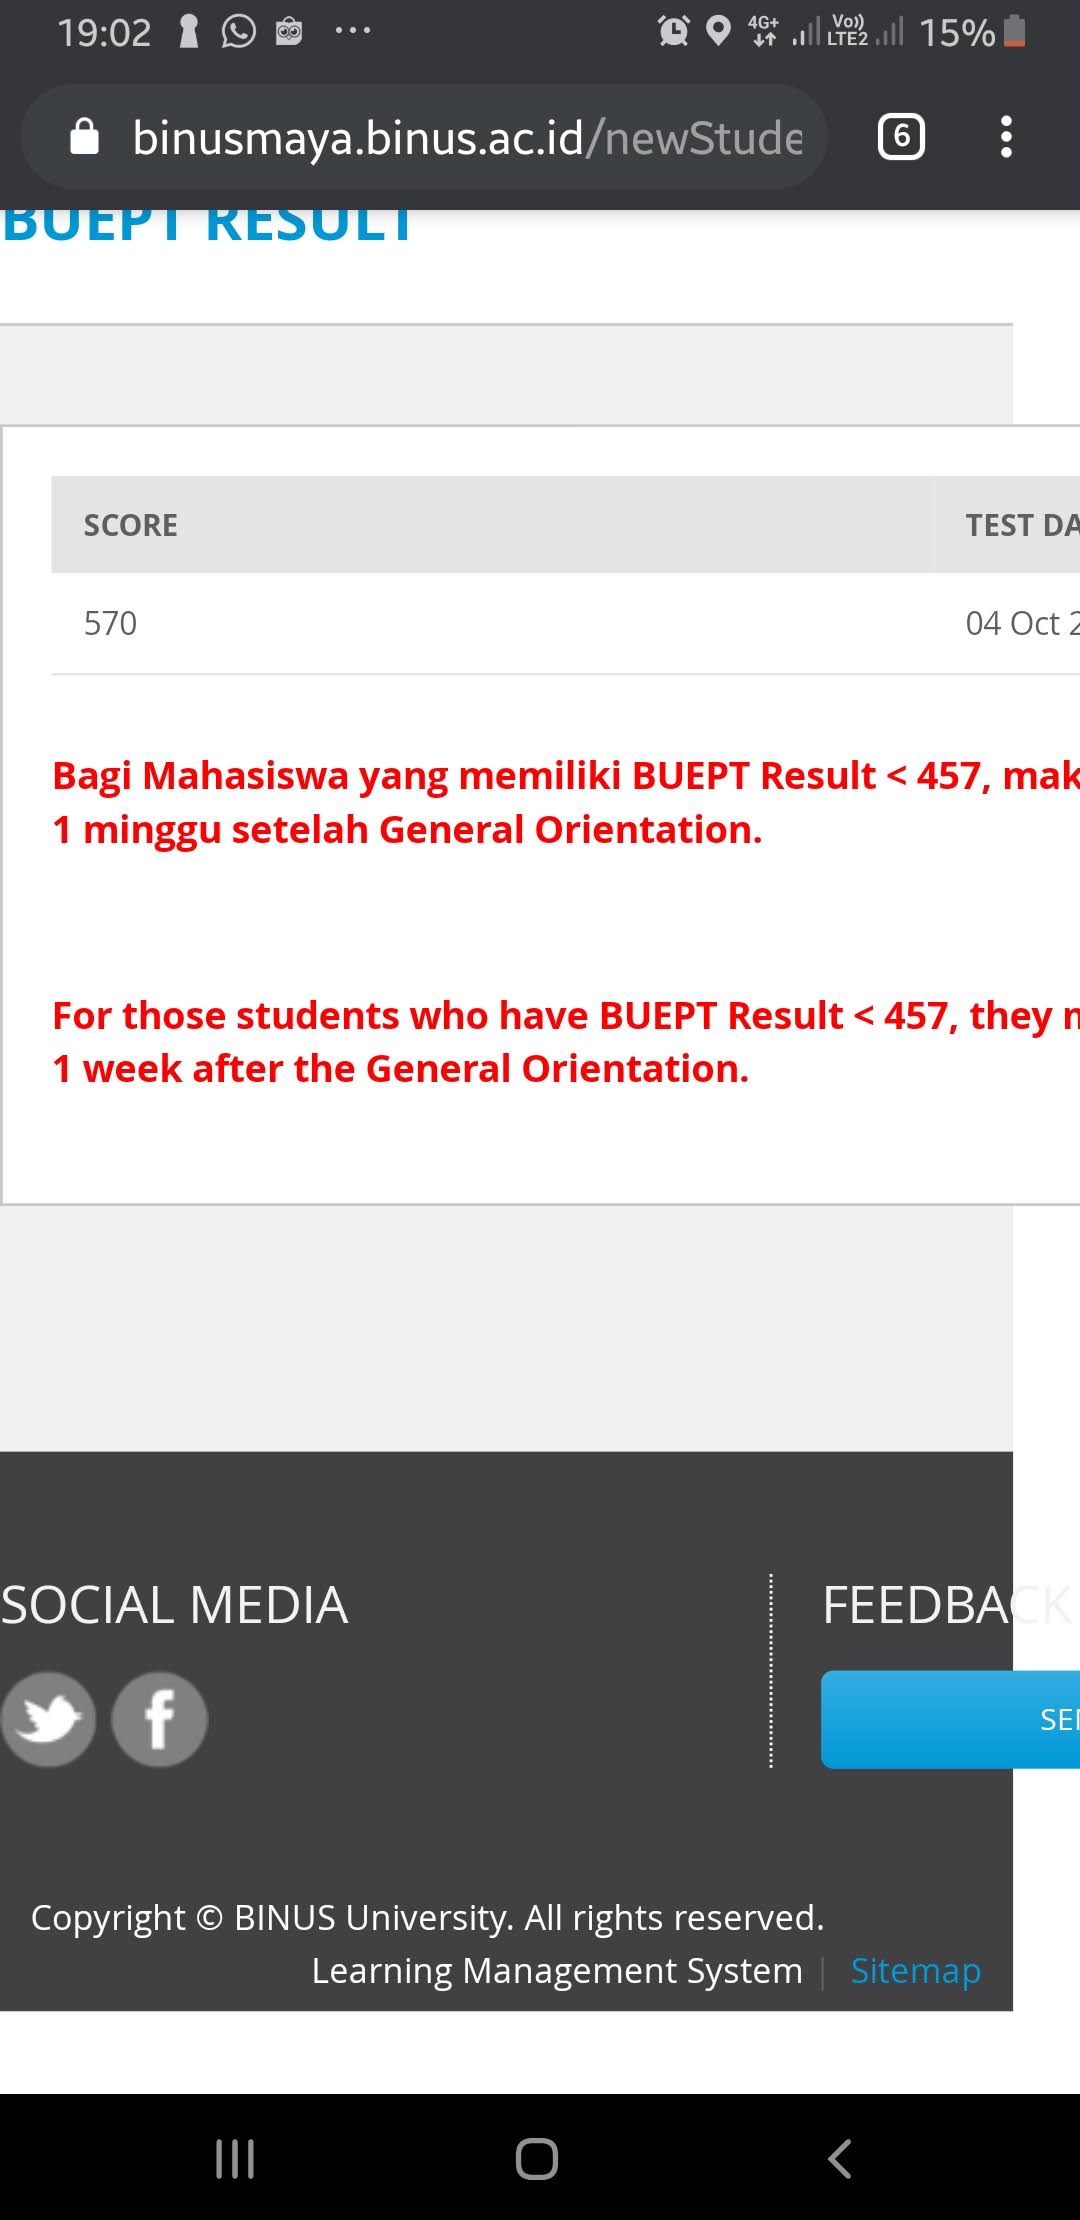 19:02
4G+
Vo))
LTE2
15%
binusmaya.binus.ac.id/newStude
6
BUEPT RESULT
SCORE
TEST DA
570
04 Oct 2
Bagi Mahasiswa yang memiliki BUEPT Result < 457, mak
1 minggu setelah General Orientation.
For those students who have BUEPT Result < 457, they
1 week after the General Orientation.
SOCIAL MEDIA
FEEDBACK
SEN
Copyright © BINUS University. All rights reserved.
Learning Management System | Sitemap